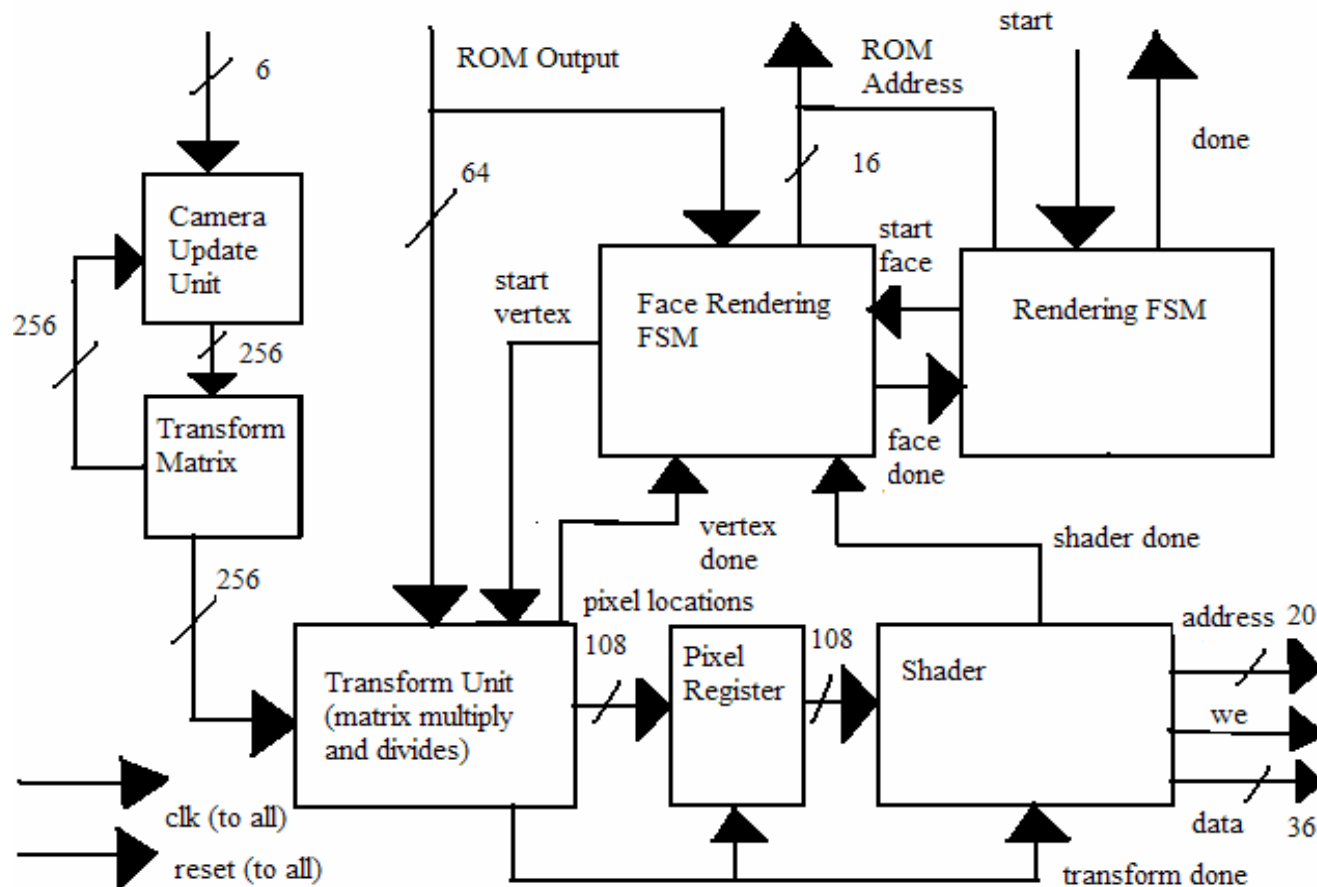 6
ROM Output
ROM
Address
start
done
64
16
Camera
Update
Unit
start
face
start
vertex
Face Rendering
FSM
Rendering FSM
256
256
Transform
Matrix
face
done
vertex
done
shader done
256
pixel locations
108
108
address
20
Transform Unit
(matrix multiply
and divides)
Pixel
Register
Shader
we
clk (to all)
data
36
reset (to all)
transform done